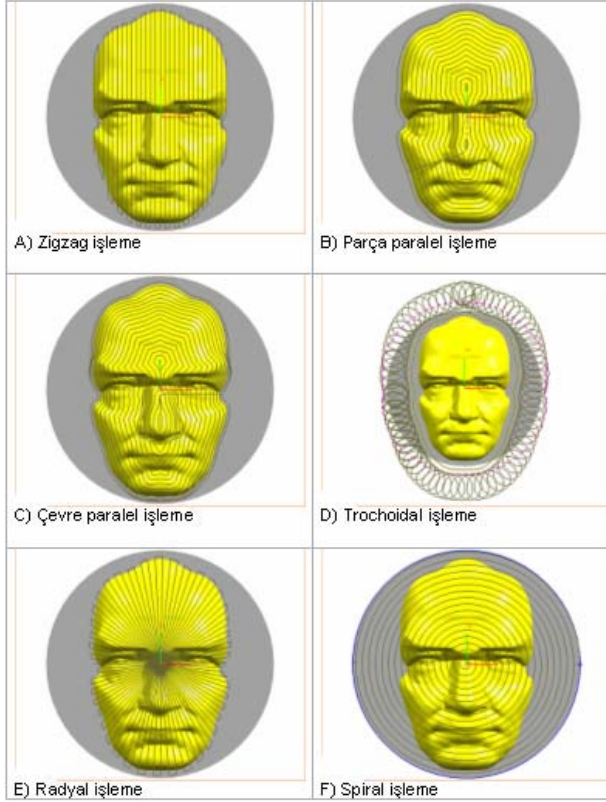 A) Zigzag işleme
B) Parça paralel işleme
C) Çevre paralel işleme
D) Trochoidal işleme
E) Radyal işleme
F) Spiral işleme